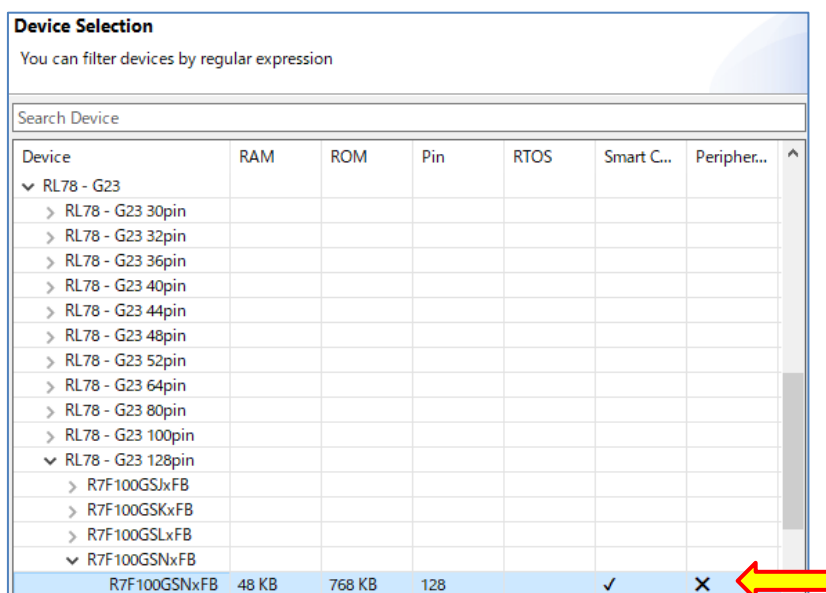 Device Selection
You can filter devices by regular expression
Search Device
Device RAM ROM Pin RTOS Smart C... Peripher...
RL78 - G23
RL78 - G23 30pin
RL78 - G23 32pin
RL78 - G23 36pin
RL78 - G23 40pin
RL78 - G23 44pin
RL78 - G23 48pin
RL78 - G23 52pin
RL78 - G23 64pin
RL78 - G23 80pin
RL78 - G23 100pin
RL78 - G23 128pin
R7F100GSJxFB
R7F100GSKxFB
R7F100GSLxFB
R7F100GSNxFB
R7F100GSNxFB 48 KB 768 KB 128 ✓ ✕